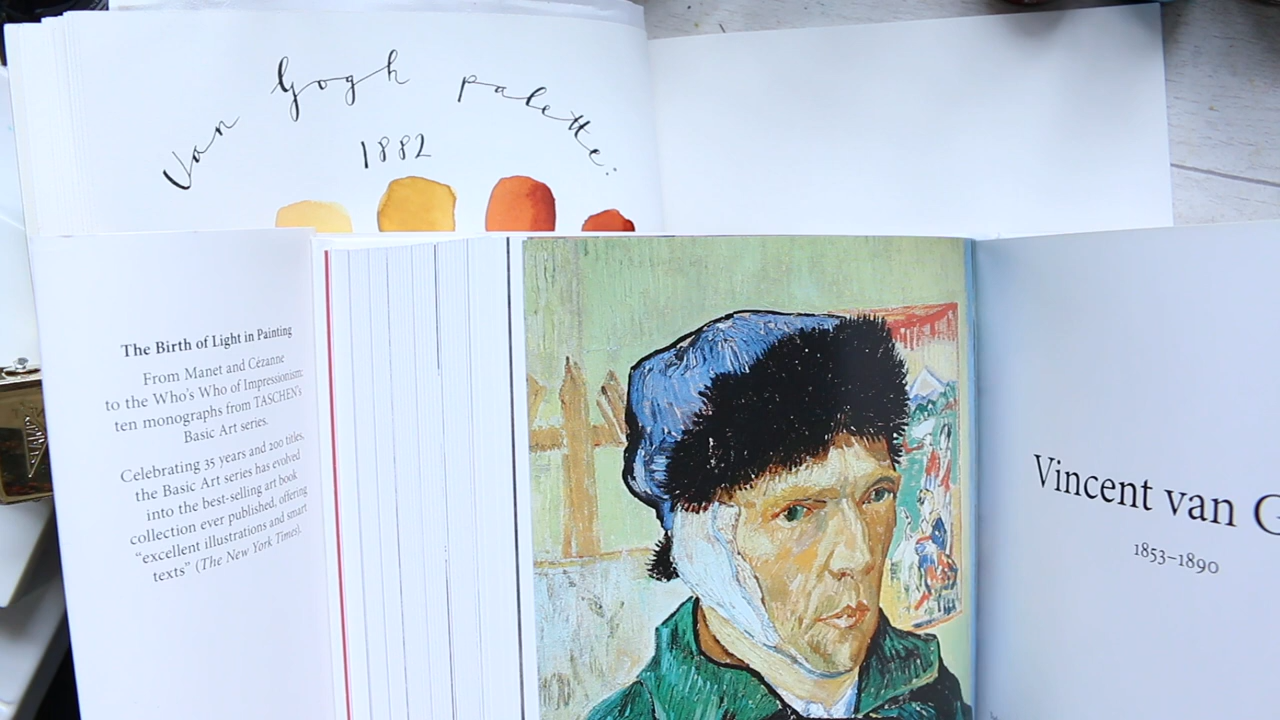 Van Gogh palette:
1882
The Birth of Light in Painting
From Manet and Cézanne
to the Who's Who of Impressionism:
ten monographs from TASCHEN's
Basic Art series.
Celebrating 35 years and 200 titles,
the Basic Art series has evolved
into the best-selling art book
collection ever published, offering
“excellent illustrations and smart
texts” (The New York Times).
Vincent van G
1853–1890